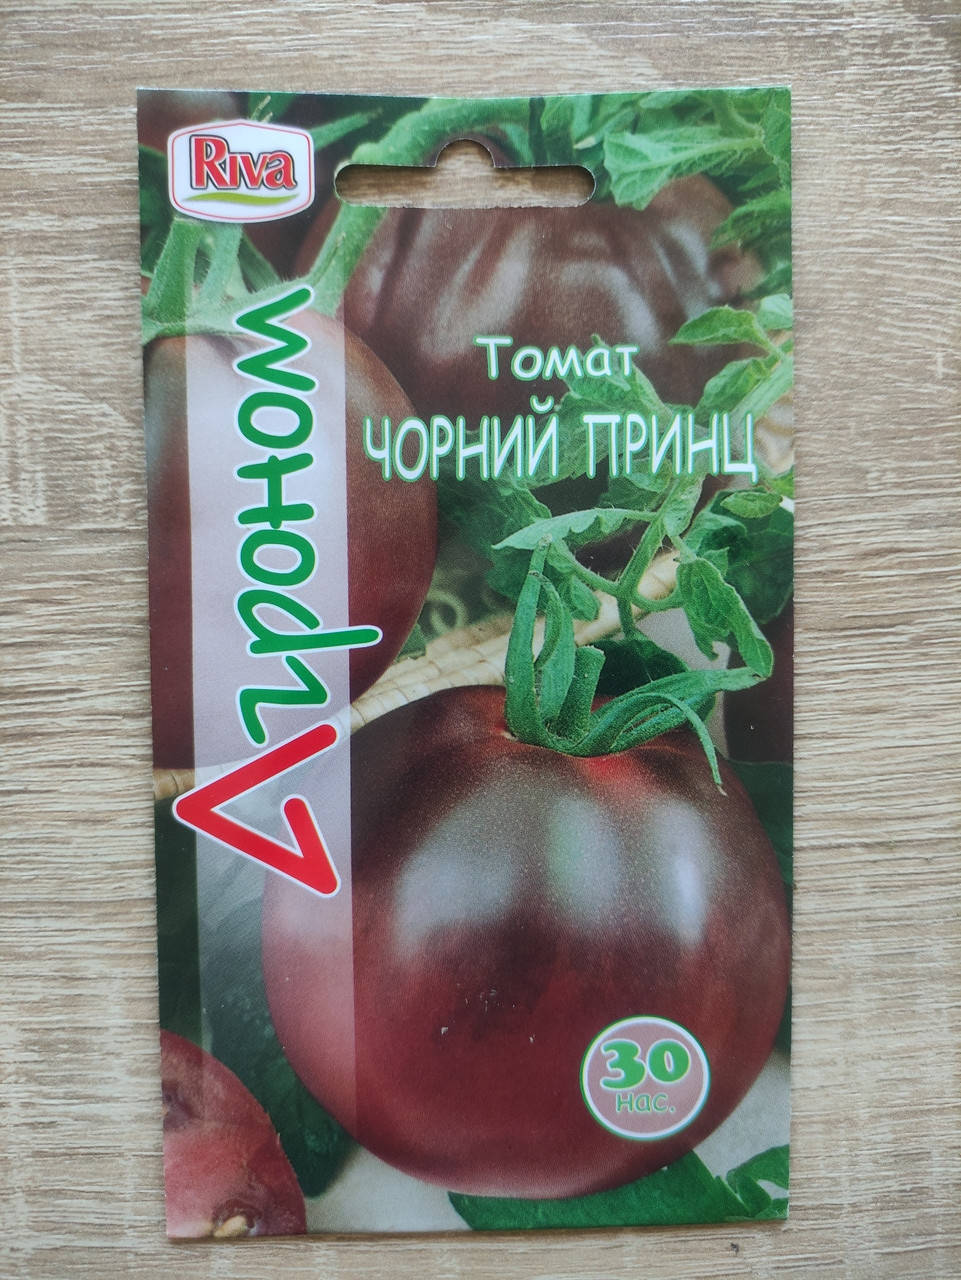 Riva
Агроном
Томат
ЧОРНИЙ ПРИНЦ
30
нас.